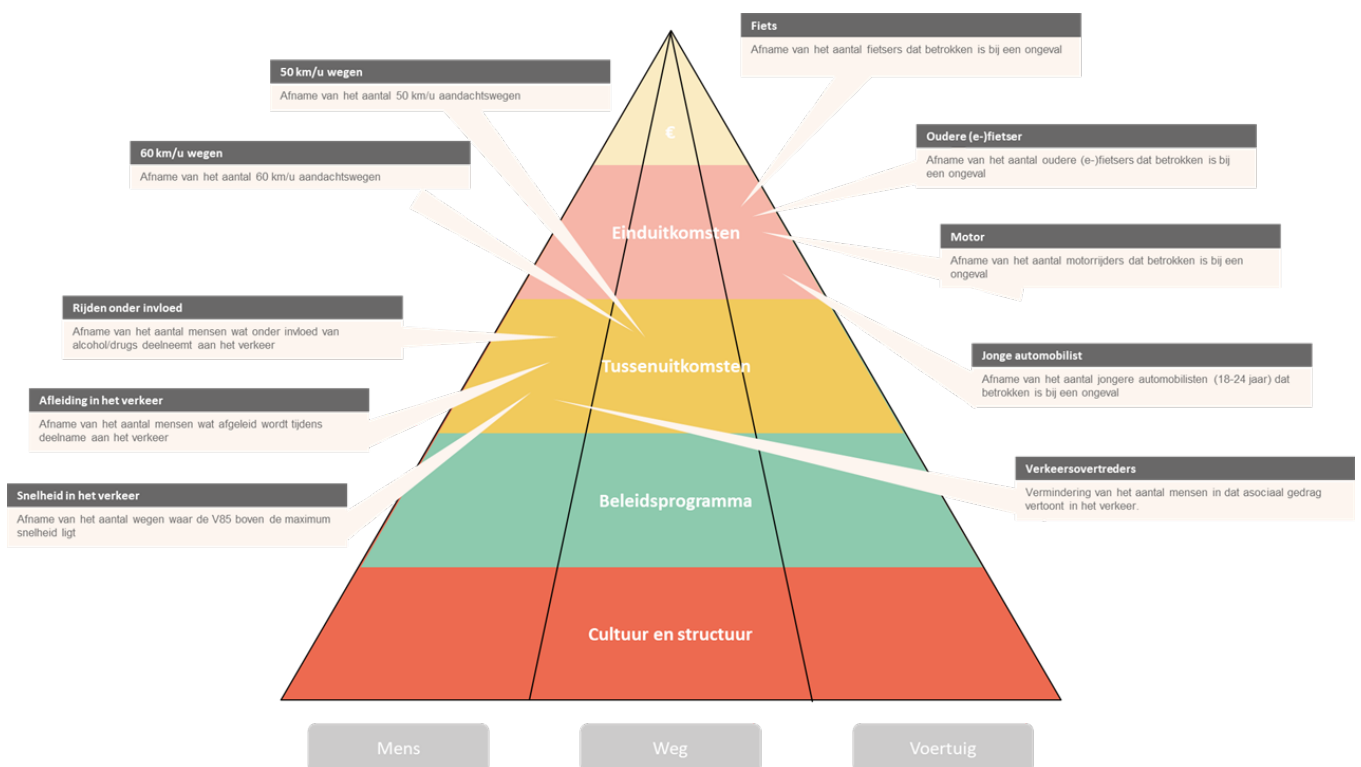 Fiets
Afname van het aantal fietsers dat betrokken is bij een ongeval
50 km/u wegen
Afname van het aantal 50 km/u aandachtswegen
€
Oudere (e-)fietser
Afname van het aantal oudere (e-)fietsers dat betrokken is bij
een ongeval
60 km/u wegen
Afname van het aantal 60 km/u aandachtswegen
Einduitkomsten
Motor
Afname van het aantal motorrijders dat betrokken is bij een
ongeval
Rijden onder invloed
Afname van het aantal mensen wat onder invloed van
alcohol/drugs deelneemt aan het verkeer
Tussenuitkomsten
Jonge automobilist
Afname van het aantal jongere automobilisten (18-24 jaar) dat
betrokken is bij een ongeval
Afleiding in het verkeer
Afname van het aantal mensen wat afgeleid wordt tijdens
deelname aan het verkeer
Verkeersovertreders
Vermindering van het aantal mensen in dat asociaal gedrag
vertoont in het verkeer.
Snelheid in het verkeer
Afname van het aantal wegen waar de V85 boven de maximum
snelheid ligt
Beleidsprogramma
Cultuur en structuur
Mens
Weg
Voertuig